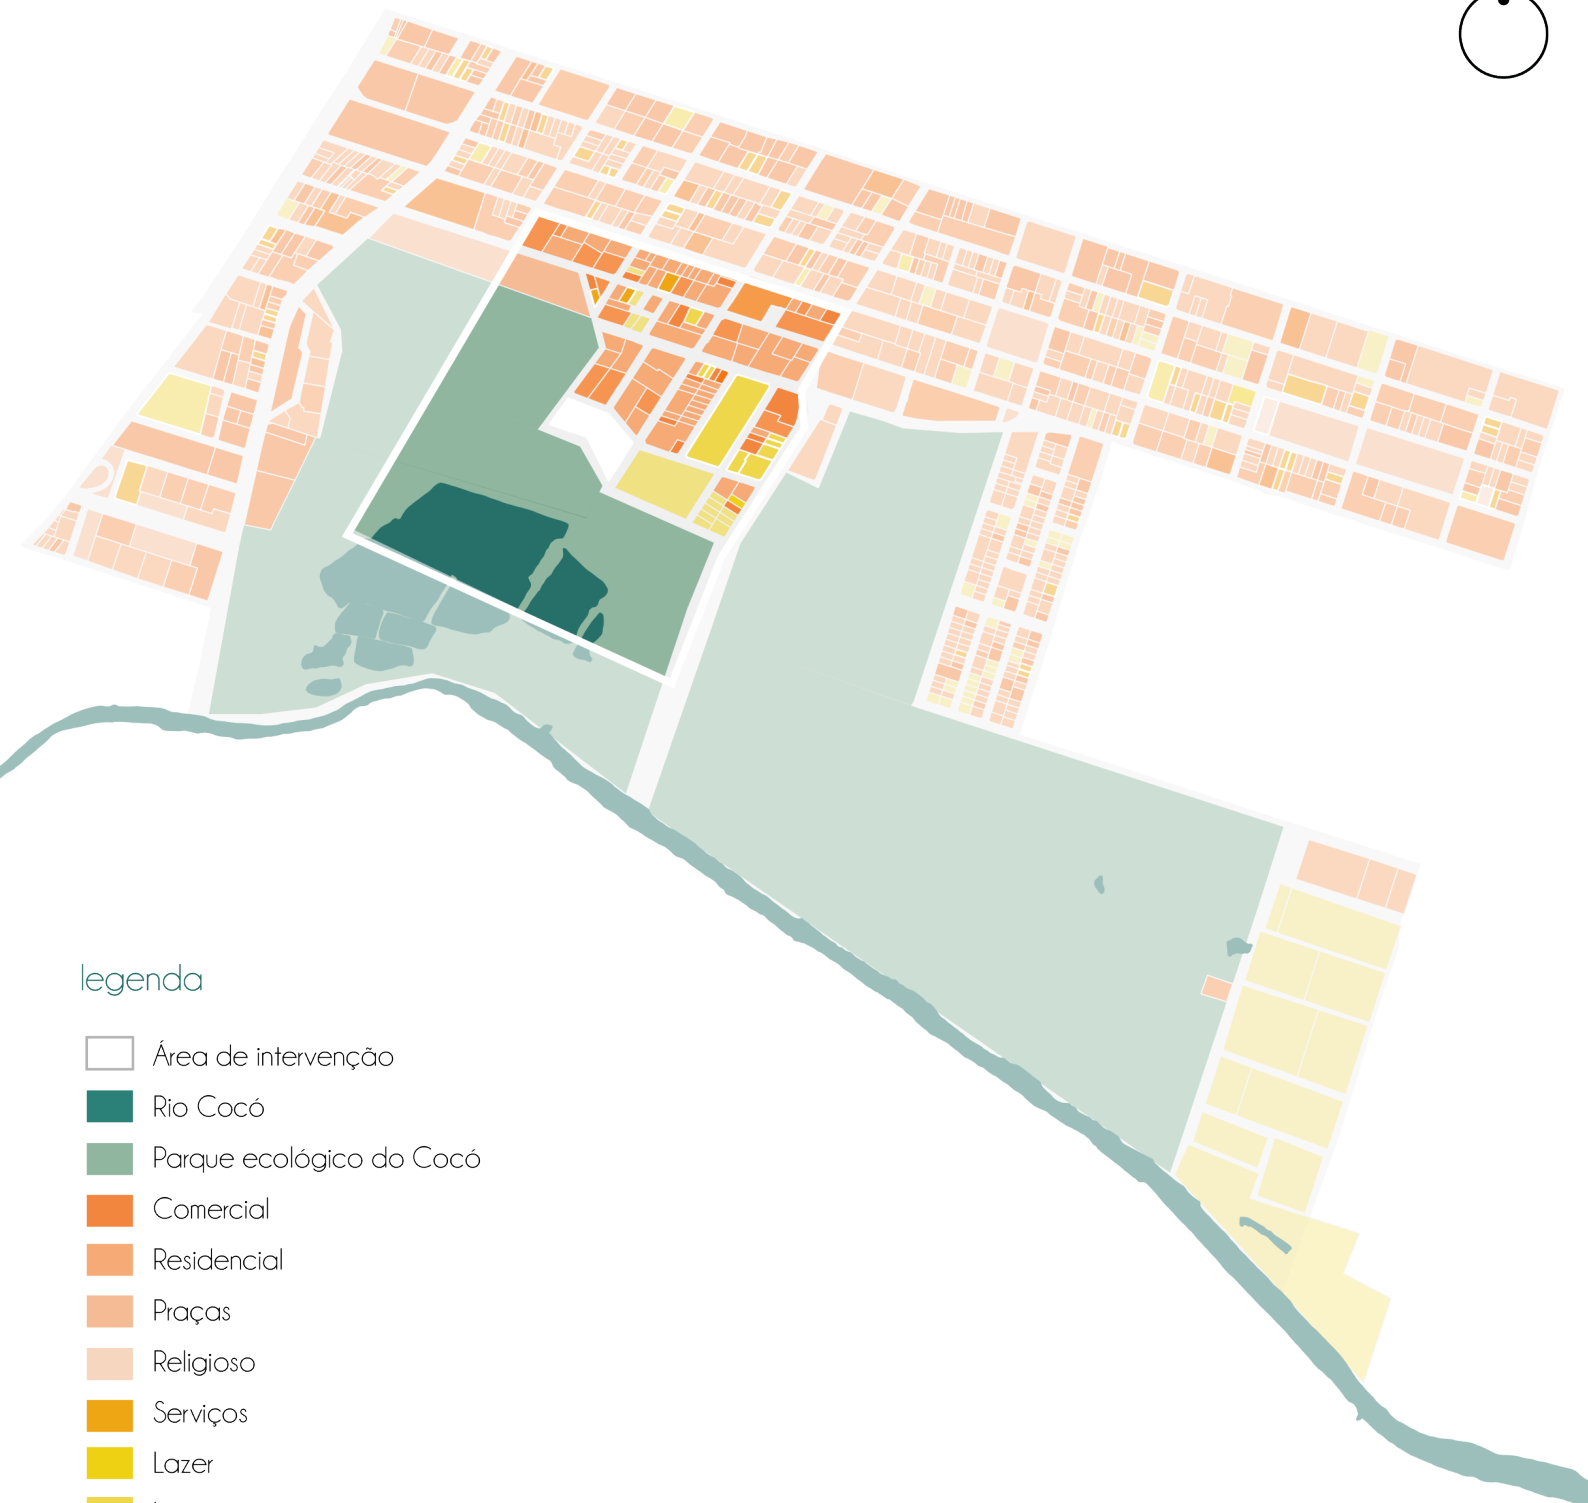 legenda
Área de intervenção
Rio Cocó
Parque ecológico do Cocó
Comercial
Residencial
Praças
Religioso
Serviços
Lazer